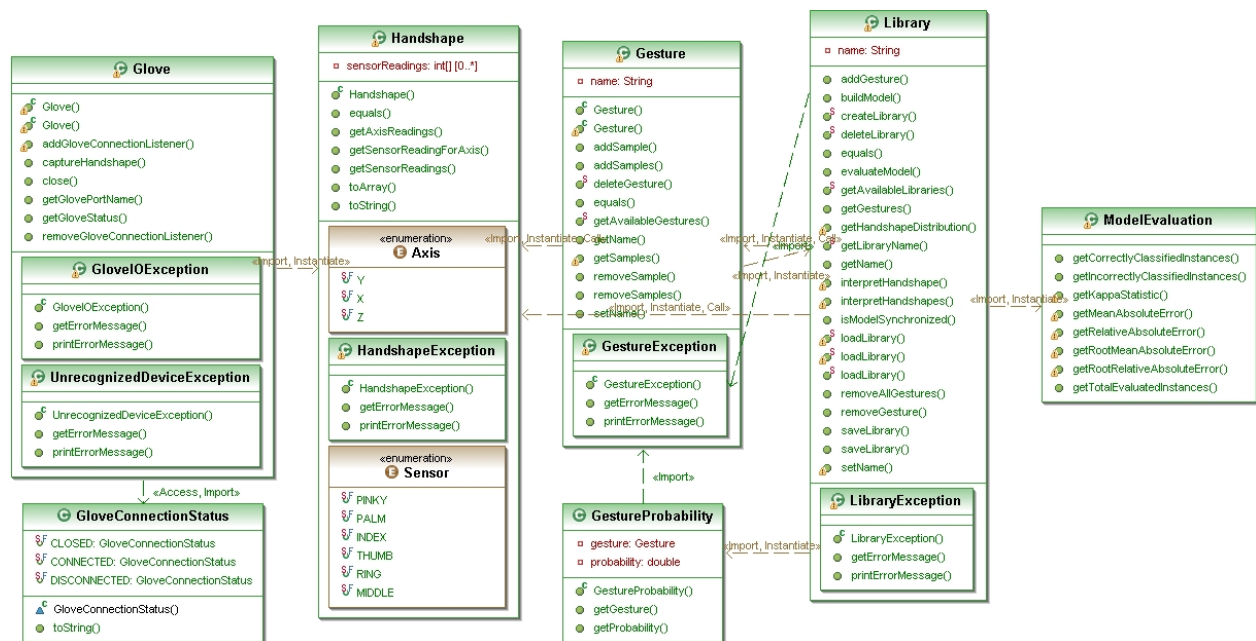 Glove
Glove()
Glove()
addGloveConnectionListener()
captureHandshape()
close()
getGlovePortName()
getGloveStatus()
removeGloveConnectionListener()
GloveIOException
GloveIOException()
getErrorMessage()
printErrorMessage()
UnrecognizedDeviceException
UnrecognizedDeviceException()
getErrorMessage()
printErrorMessage()
«Access, Import»
GloveConnectionStatus
CLOSED: GloveConnectionStatus
CONNECTED: GloveConnectionStatus
DISCONNECTED: GloveConnectionStatus
GloveConnectionStatus()
toString()
«Import, Instantiate»
Handshape
sensorReadings: int[] [0..*]
Handshape()
equals()
getAxisReadings()
getSensorReadingForAxis()
getSensorReadings()
toArray()
toString()
«enumeration»
Axis
Y
X
Z
HandshapeException
HandshapeException()
getErrorMessage()
printErrorMessage()
«enumeration»
Sensor
PINKY
PALM
INDEX
THUMB
RING
MIDDLE
«Import, Instantiate, Call»
Gesture
name: String
Gesture()
Gesture()
addSample()
addSamples()
deleteGesture()
equals()
getAvailableGestures()
getName()
getSamples()
removeSample()
removeSamples()
setName()
«Import, Instantiate, Call»
GestureException
GestureException()
getErrorMessage()
printErrorMessage()
«Import»
GestureProbability
gesture: Gesture
probability: double
GestureProbability()
getGesture()
getProbability()
«Import, Instantiate, Call»
«Import»
«Import, Instantiate»
«Import, Instantiate»
Library
name: String
addGesture()
buildModel()
createLibrary()
deleteLibrary()
equals()
evaluateModel()
getAvailableLibraries()
getGestures()
getHandshapeDistribution()
getLibraryName()
getName()
interpretHandshape()
interpretHandshapes()
isModelSynchronized()
loadLibrary()
loadLibrary()
loadLibrary()
removeAllGestures()
removeGesture()
saveLibrary()
saveLibrary()
setName()
LibraryException
LibraryException()
getErrorMessage()
printErrorMessage()
«Import, Instantiate»
ModelEvaluation
getCorrectlyClassifiedInstances()
getIncorrectlyClassifiedInstances()
getKappaStatistic()
getMeanAbsoluteError()
getRelativeAbsoluteError()
getRootMeanAbsoluteError()
getRootRelativeAbsoluteError()
getTotalEvaluatedInstances()